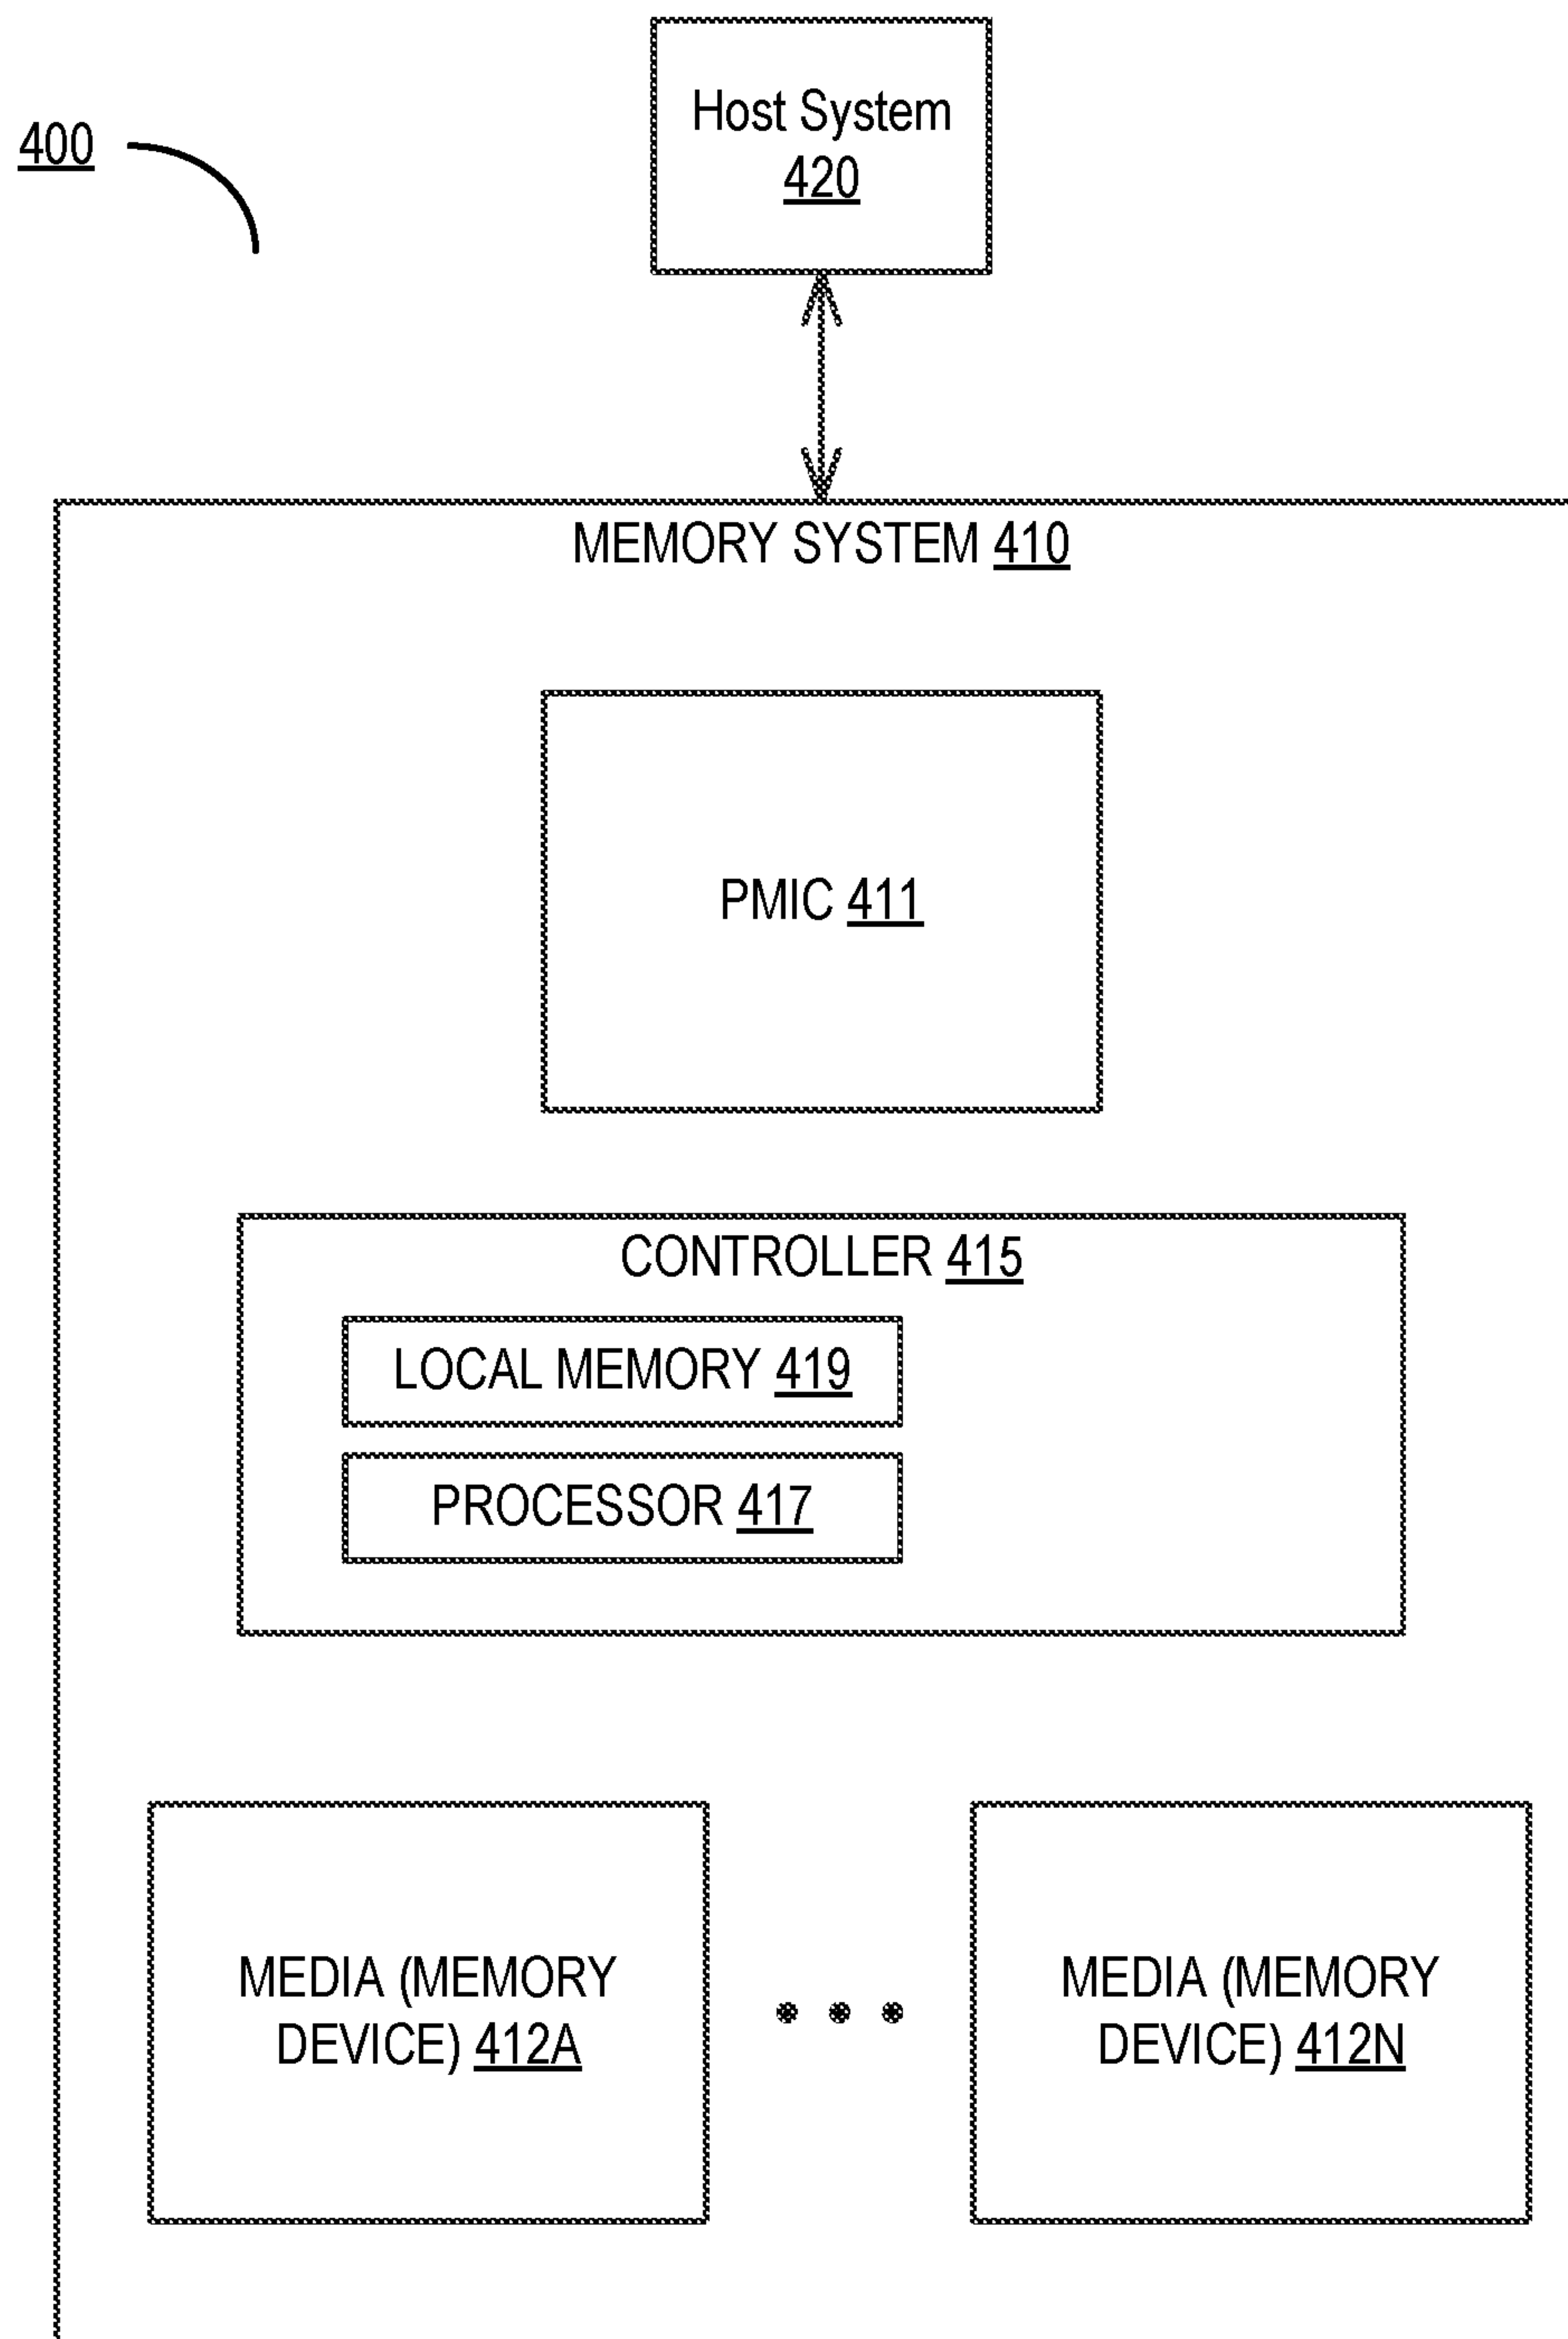 400
Host System
420
MEMORY SYSTEM 410
PMIC 411
CONTROLLER 415
LOCAL MEMORY 419
PROCESSOR 417
MEDIA (MEMORY
DEVICE) 412A
MEDIA (MEMORY
DEVICE) 412N